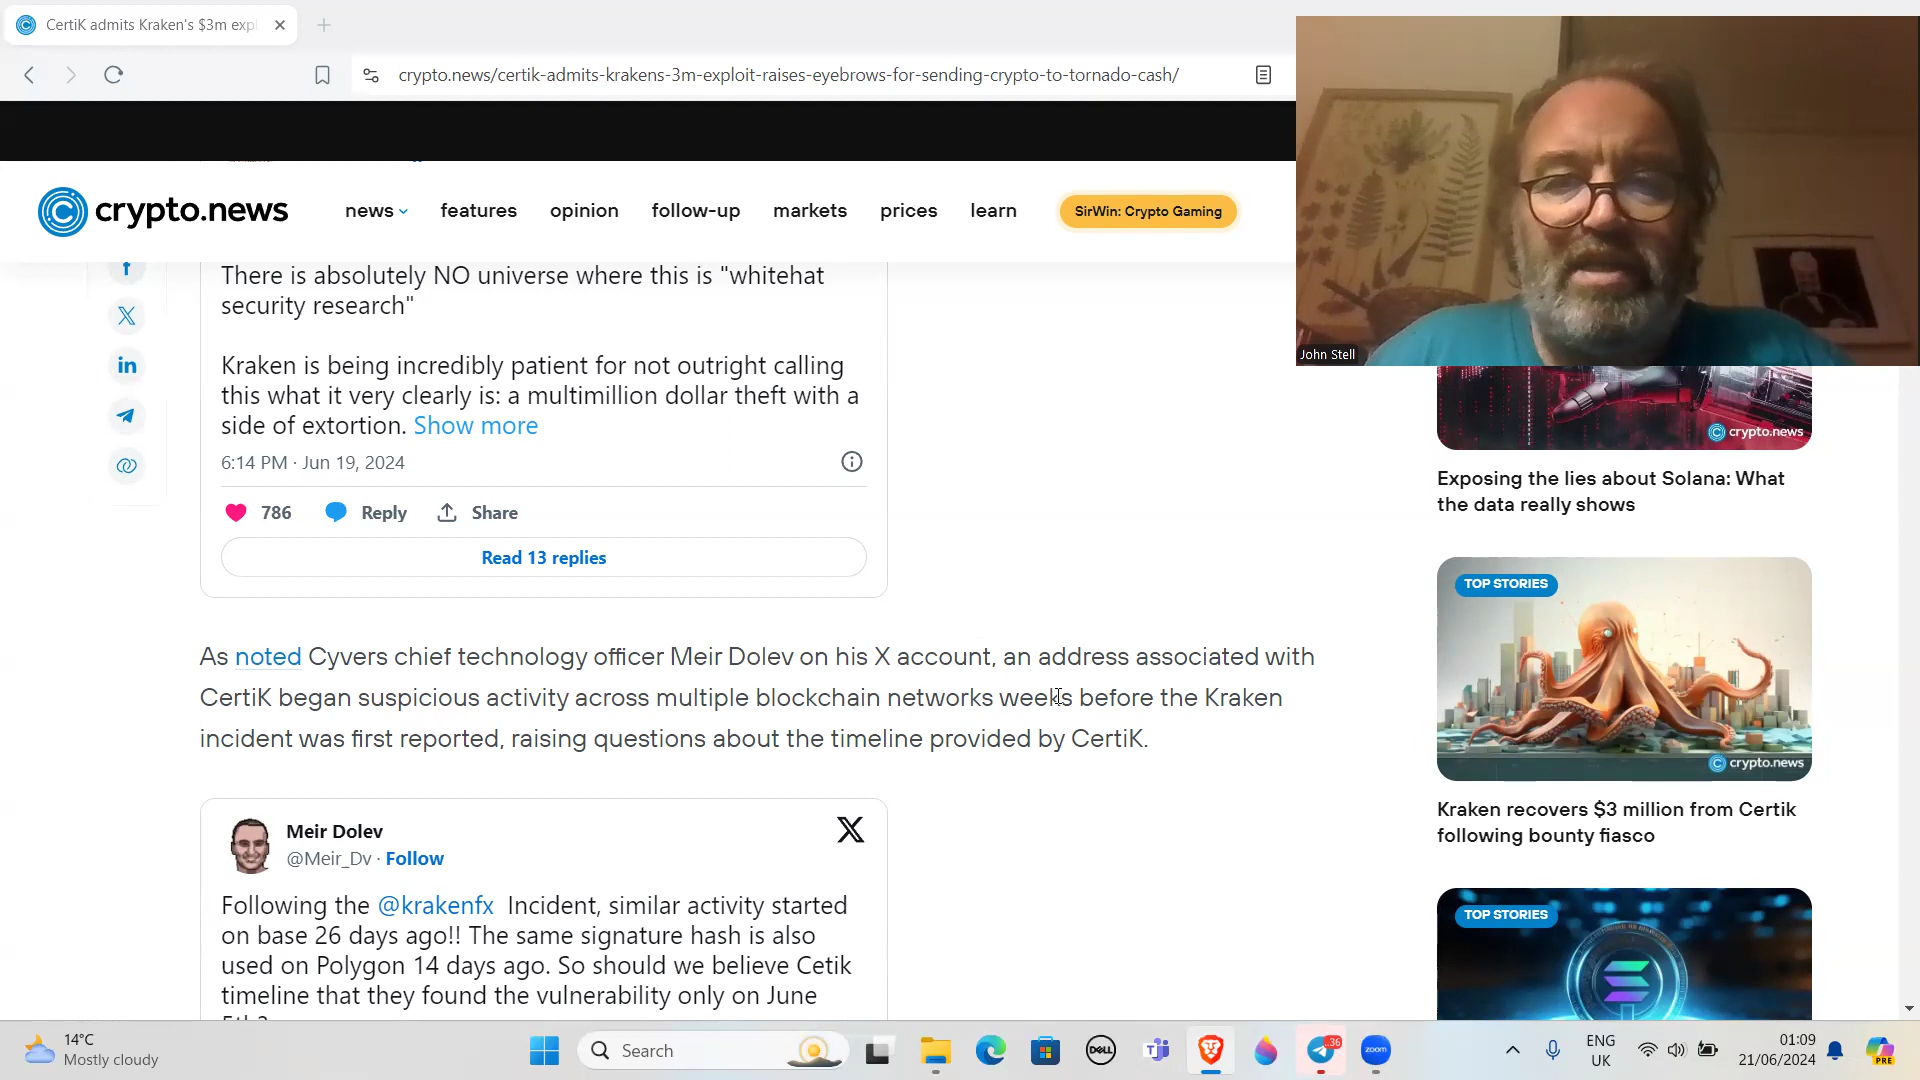 CertiK admits Kraken's $3m expl
crypto.news/certik-admits-krakens-3m-exploit-raises-eyebrows-for-sending-crypto-to-tornado-cash/
crypto.news
news
features
opinion
follow-up
markets
prices
learn
SirWin: Crypto Gaming
John Stell
There is absolutely NO universe where this is "whitehat
security research"
Kraken is being incredibly patient for not outright calling
this what it very clearly is: a multimillion dollar theft with a
side of extortion. Show more
6:14 PM · Jun 19, 2024
786
Reply
Share
Read 13 replies
As noted Cyvers chief technology officer Meir Dolev on his X account, an address associated with
CertiK began suspicious activity across multiple blockchain networks weeks before the Kraken
incident was first reported, raising questions about the timeline provided by CertiK.
Meir Dolev
@Meir_Dv · Follow
Following the @krakenfx Incident, similar activity started
on base 26 days ago!! The same signature hash is also
used on Polygon 14 days ago. So should we believe Cetik
timeline that they found the vulnerability only on June
crypto.news
Exposing the lies about Solana: What
the data really shows
TOP STORIES
crypto.news
Kraken recovers $3 million from Certik
following bounty fiasco
TOP STORIES
14°C
Mostly cloudy
Search
DELL
36
zoom
ENG
UK
01:09
21/06/2024
PRE